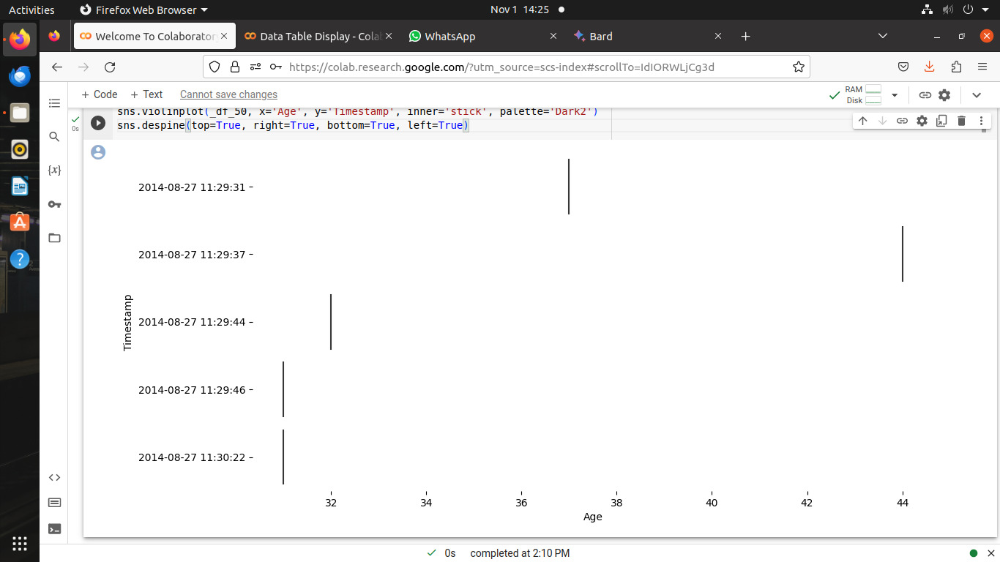 Activities Firefox Web Browser Nov 1 14:25
Welcome To Colaboratory Data Table Display - Cola WhatsApp Bard
https://colab.research.google.com/?utm_source=scs-index#scrollTo=IdIORWLjCg3d
+ Code + Text Cannot save changes RAM
Disk
sns.violinplot(_df_50, x='Age', y='Timestamp', inner='stick', palette='Dark2')
0s sns.despine(top=True, right=True, bottom=True, left=True)
{x}
2014-08-27 11:29:31
2014-08-27 11:29:37
Timestamp
2014-08-27 11:29:44
2014-08-27 11:29:46
2014-08-27 11:30:22
32 34 36 38 40 42 44
Age
0s completed at 2:10 PM